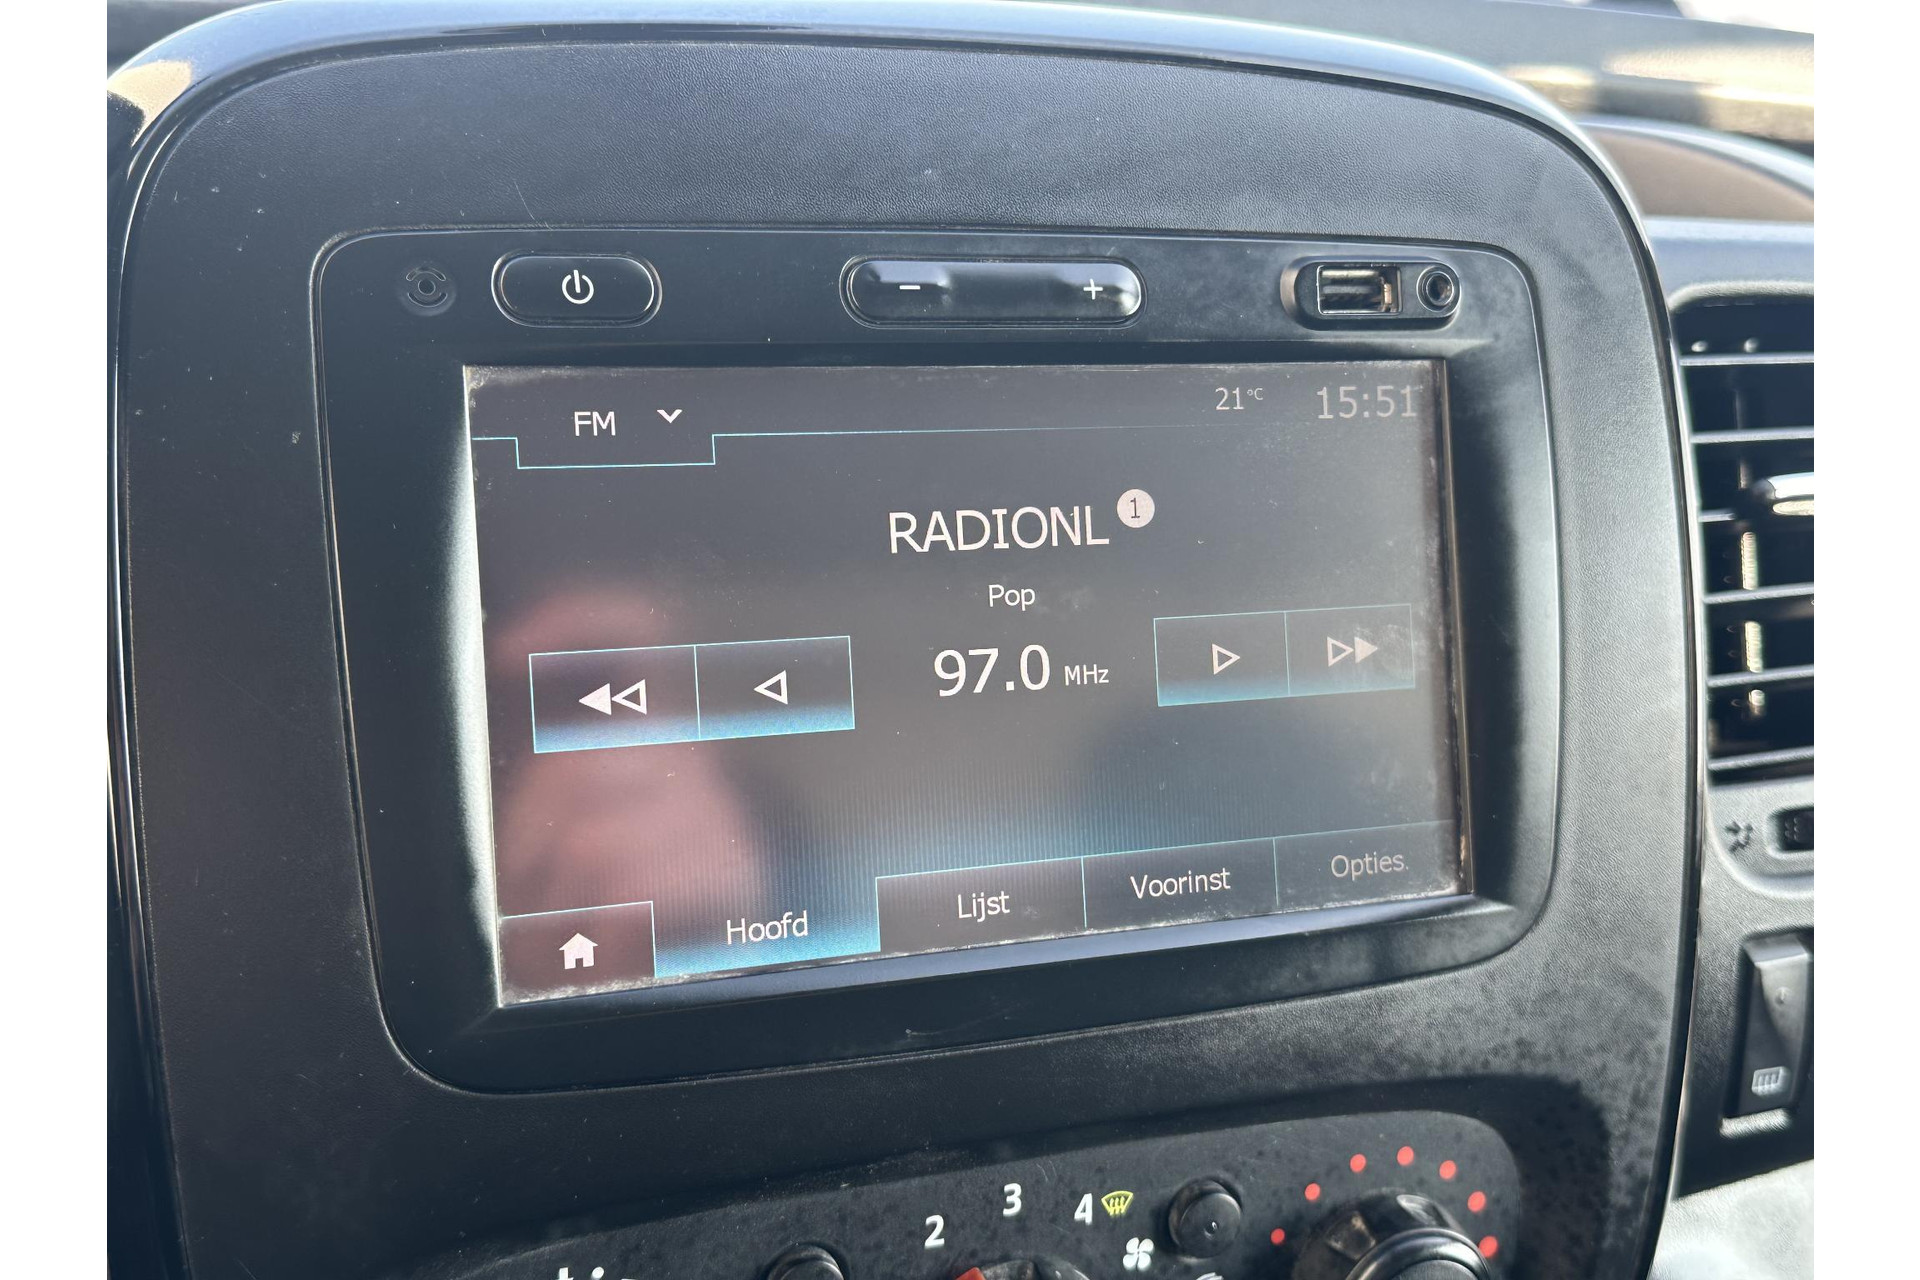 − +
FM 21°C 15:51
RADIONL 1
Pop
97.0 MHz
Hoofd Lijst Voorinst Opties.
2 3 4